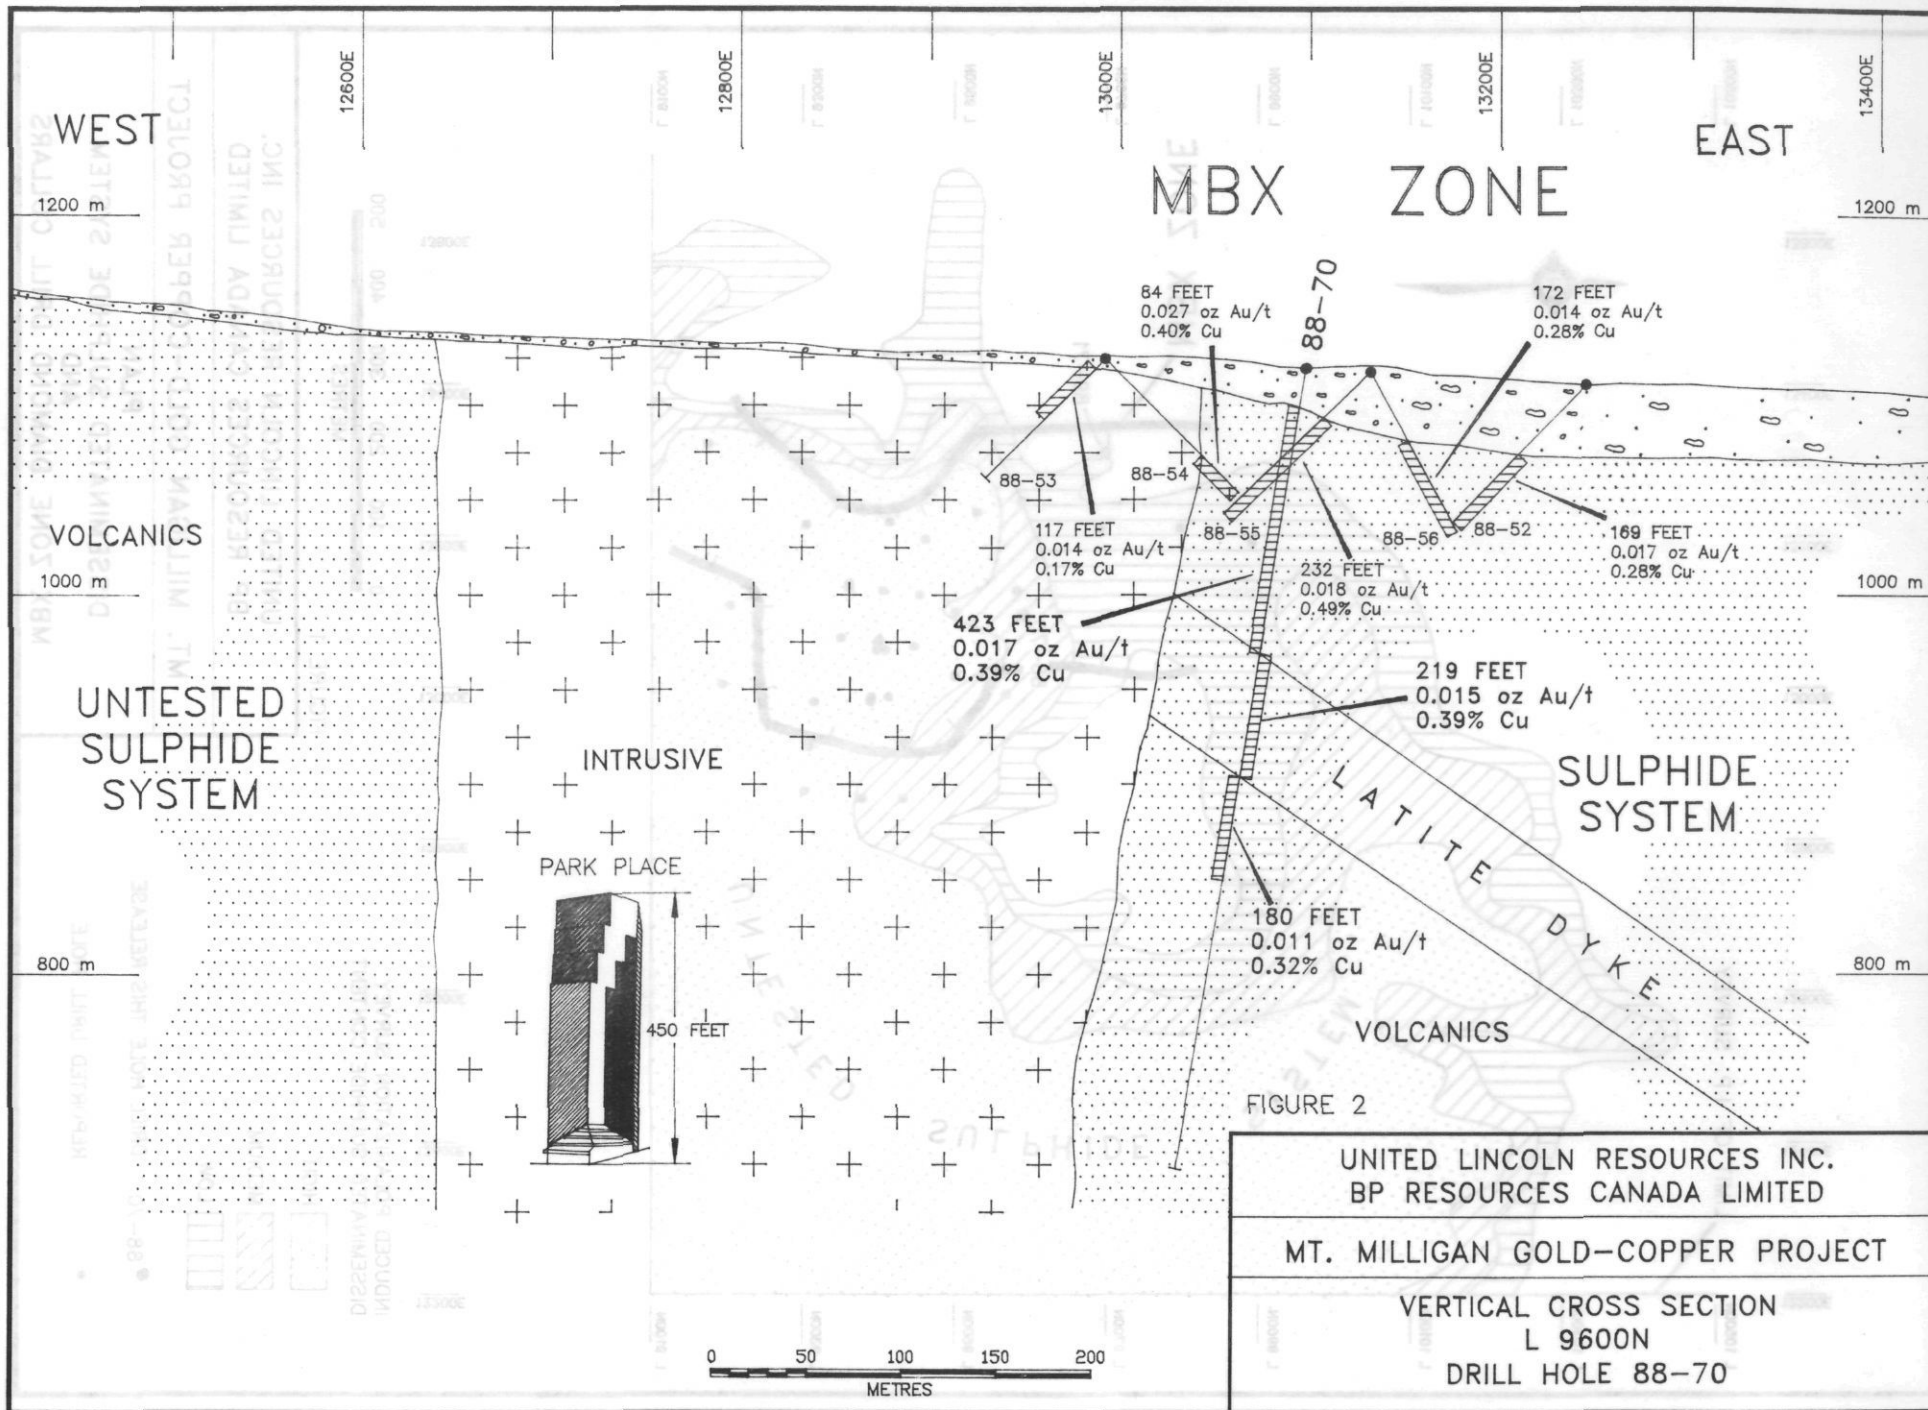 12600E
12800E
13000E
13200E
13400E
WEST
EAST
MBX ZONE
1200 m
1200 m
88-70
84 FEET
0.027 oz Au/t
0.40% Cu
172 FEET
0.014 oz Au/t
0.28% Cu
88-53
88-54
88-55
88-56
88-52
117 FEET
0.014 oz Au/t
0.17% Cu
232 FEET
0.018 oz Au/t
0.49% Cu
169 FEET
0.017 oz Au/t
0.28% Cu
VOLCANICS
1000 m
1000 m
423 FEET
0.017 oz Au/t
0.39% Cu
219 FEET
0.015 oz Au/t
0.39% Cu
UNTESTED
SULPHIDE
SYSTEM
INTRUSIVE
SULPHIDE
SYSTEM
LATITE DYKE
PARK PLACE
450 FEET
180 FEET
0.011 oz Au/t
0.32% Cu
800 m
800 m
VOLCANICS
FIGURE 2
UNITED LINCOLN RESOURCES INC.
BP RESOURCES CANADA LIMITED
MT. MILLIGAN GOLD-COPPER PROJECT
VERTICAL CROSS SECTION
L 9600N
DRILL HOLE 88-70
0 50 100 150 200
METRES